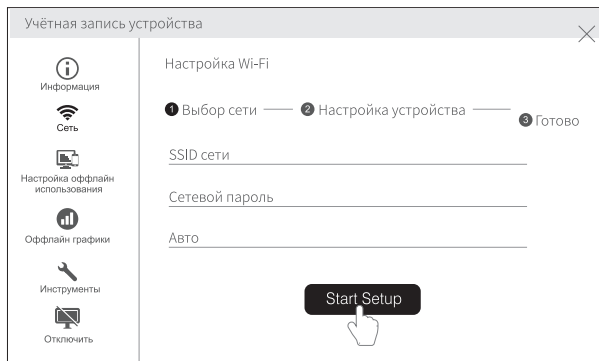 Учётная запись устройства
Информация
Сеть
Настройка оффлайн
использования
Оффлайн графики
Инструменты
Отключить
Настройка Wi-Fi
1 Выбор сети
2 Настройка устройства
3 Готово
SSID сети
Сетевой пароль
Авто
Start Setup